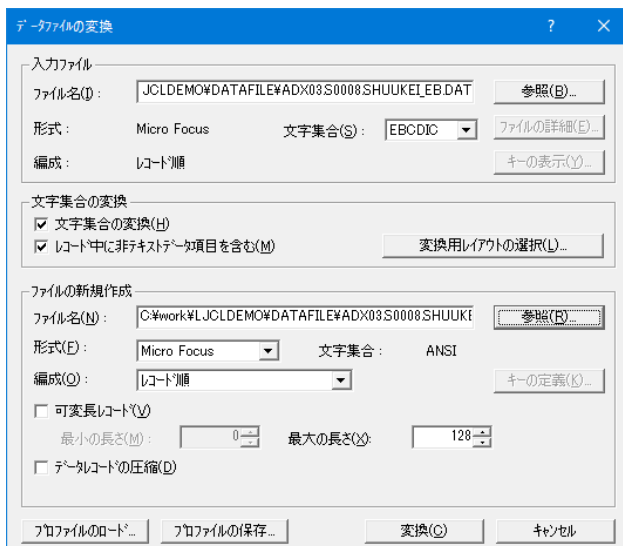 ﾃﾞｰﾀﾌｧｲﾙの変換 ? ×
入力ファイル
ﾌｧｲﾙ名(I): JCLDEMO¥DATAFILE¥ADX03.S0008.SHUUKEI_EB.DAT 参照(B)...
形式: Micro Focus 文字集合(S): EBCDIC ファイルの詳細(E)...
編成: ﾚｺｰﾄﾞ順 キーの表示(Y)...
文字集合の変換
文字集合の変換(H)
ﾚｺｰﾄﾞ中に非ﾃｷｽﾄﾃﾞｰﾀ項目を含む(M) 変換用ﾚｲｱｳﾄの選択(L)...
ファイルの新規作成
ﾌｧｲﾙ名(N): C:¥work¥LJCLDEMO¥DATAFILE¥ADX03.S0008.SHUUKE 参照(R)...
形式(F): Micro Focus 文字集合: ANSI
編成(O): ﾚｺｰﾄﾞ順 キーの定義(K)...
可変長ﾚｺｰﾄﾞ(V)
最小の長さ(M): 0 最大の長さ(X): 128
ﾃﾞｰﾀﾚｺｰﾄﾞの圧縮(D)
ﾌﾟﾛﾌｧｲﾙのﾛｰﾄﾞ... ﾌﾟﾛﾌｧｲﾙの保存... 変換(C) ｷｬﾝｾﾙ